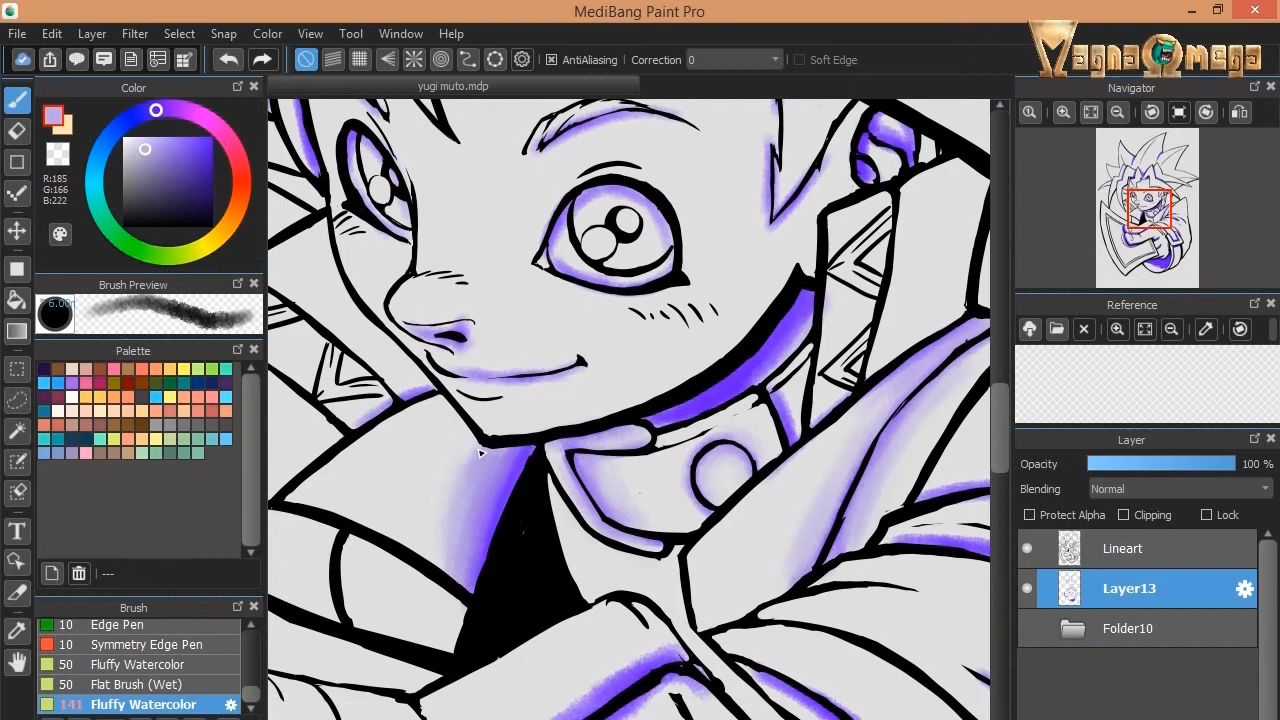 MediBang Paint Pro
File Edit Layer Filter Select Snap Color View Tool Window Help
AntiAliasing Correction 0 Soft Edge
MagnaOmega
Color
yugi muto.mdp
Navigator
R:185
G:166
B:222
Brush Preview
Reference
Palette
Layer
Opacity 100 %
Blending Normal
Protect Alpha Clipping Lock
Lineart
Layer13
Folder10
---
Brush
10 Edge Pen
10 Symmetry Edge Pen
50 Fluffy Watercolor
50 Flat Brush (Wet)
141 Fluffy Watercolor